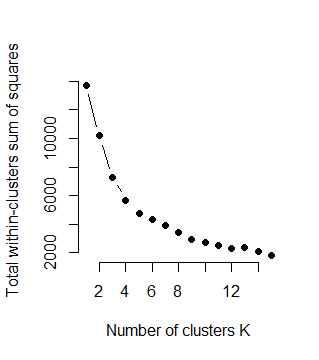 Total within-clusters sum of squares
10000
6000
2000
2 4 6 8 12
Number of clusters K